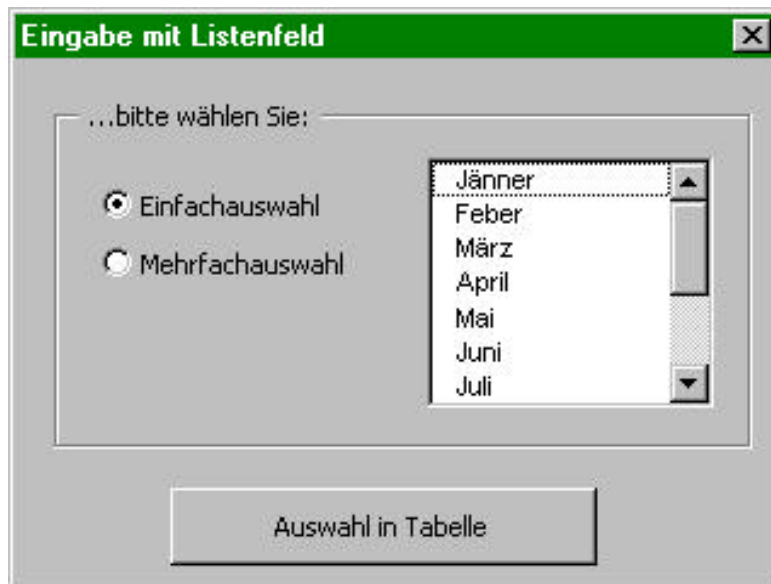 Eingabe mit Listenfeld
...bitte wählen Sie:
Einfachauswahl
Mehrfachauswahl
Jänner
Feber
März
April
Mai
Juni
Juli
Auswahl in Tabelle